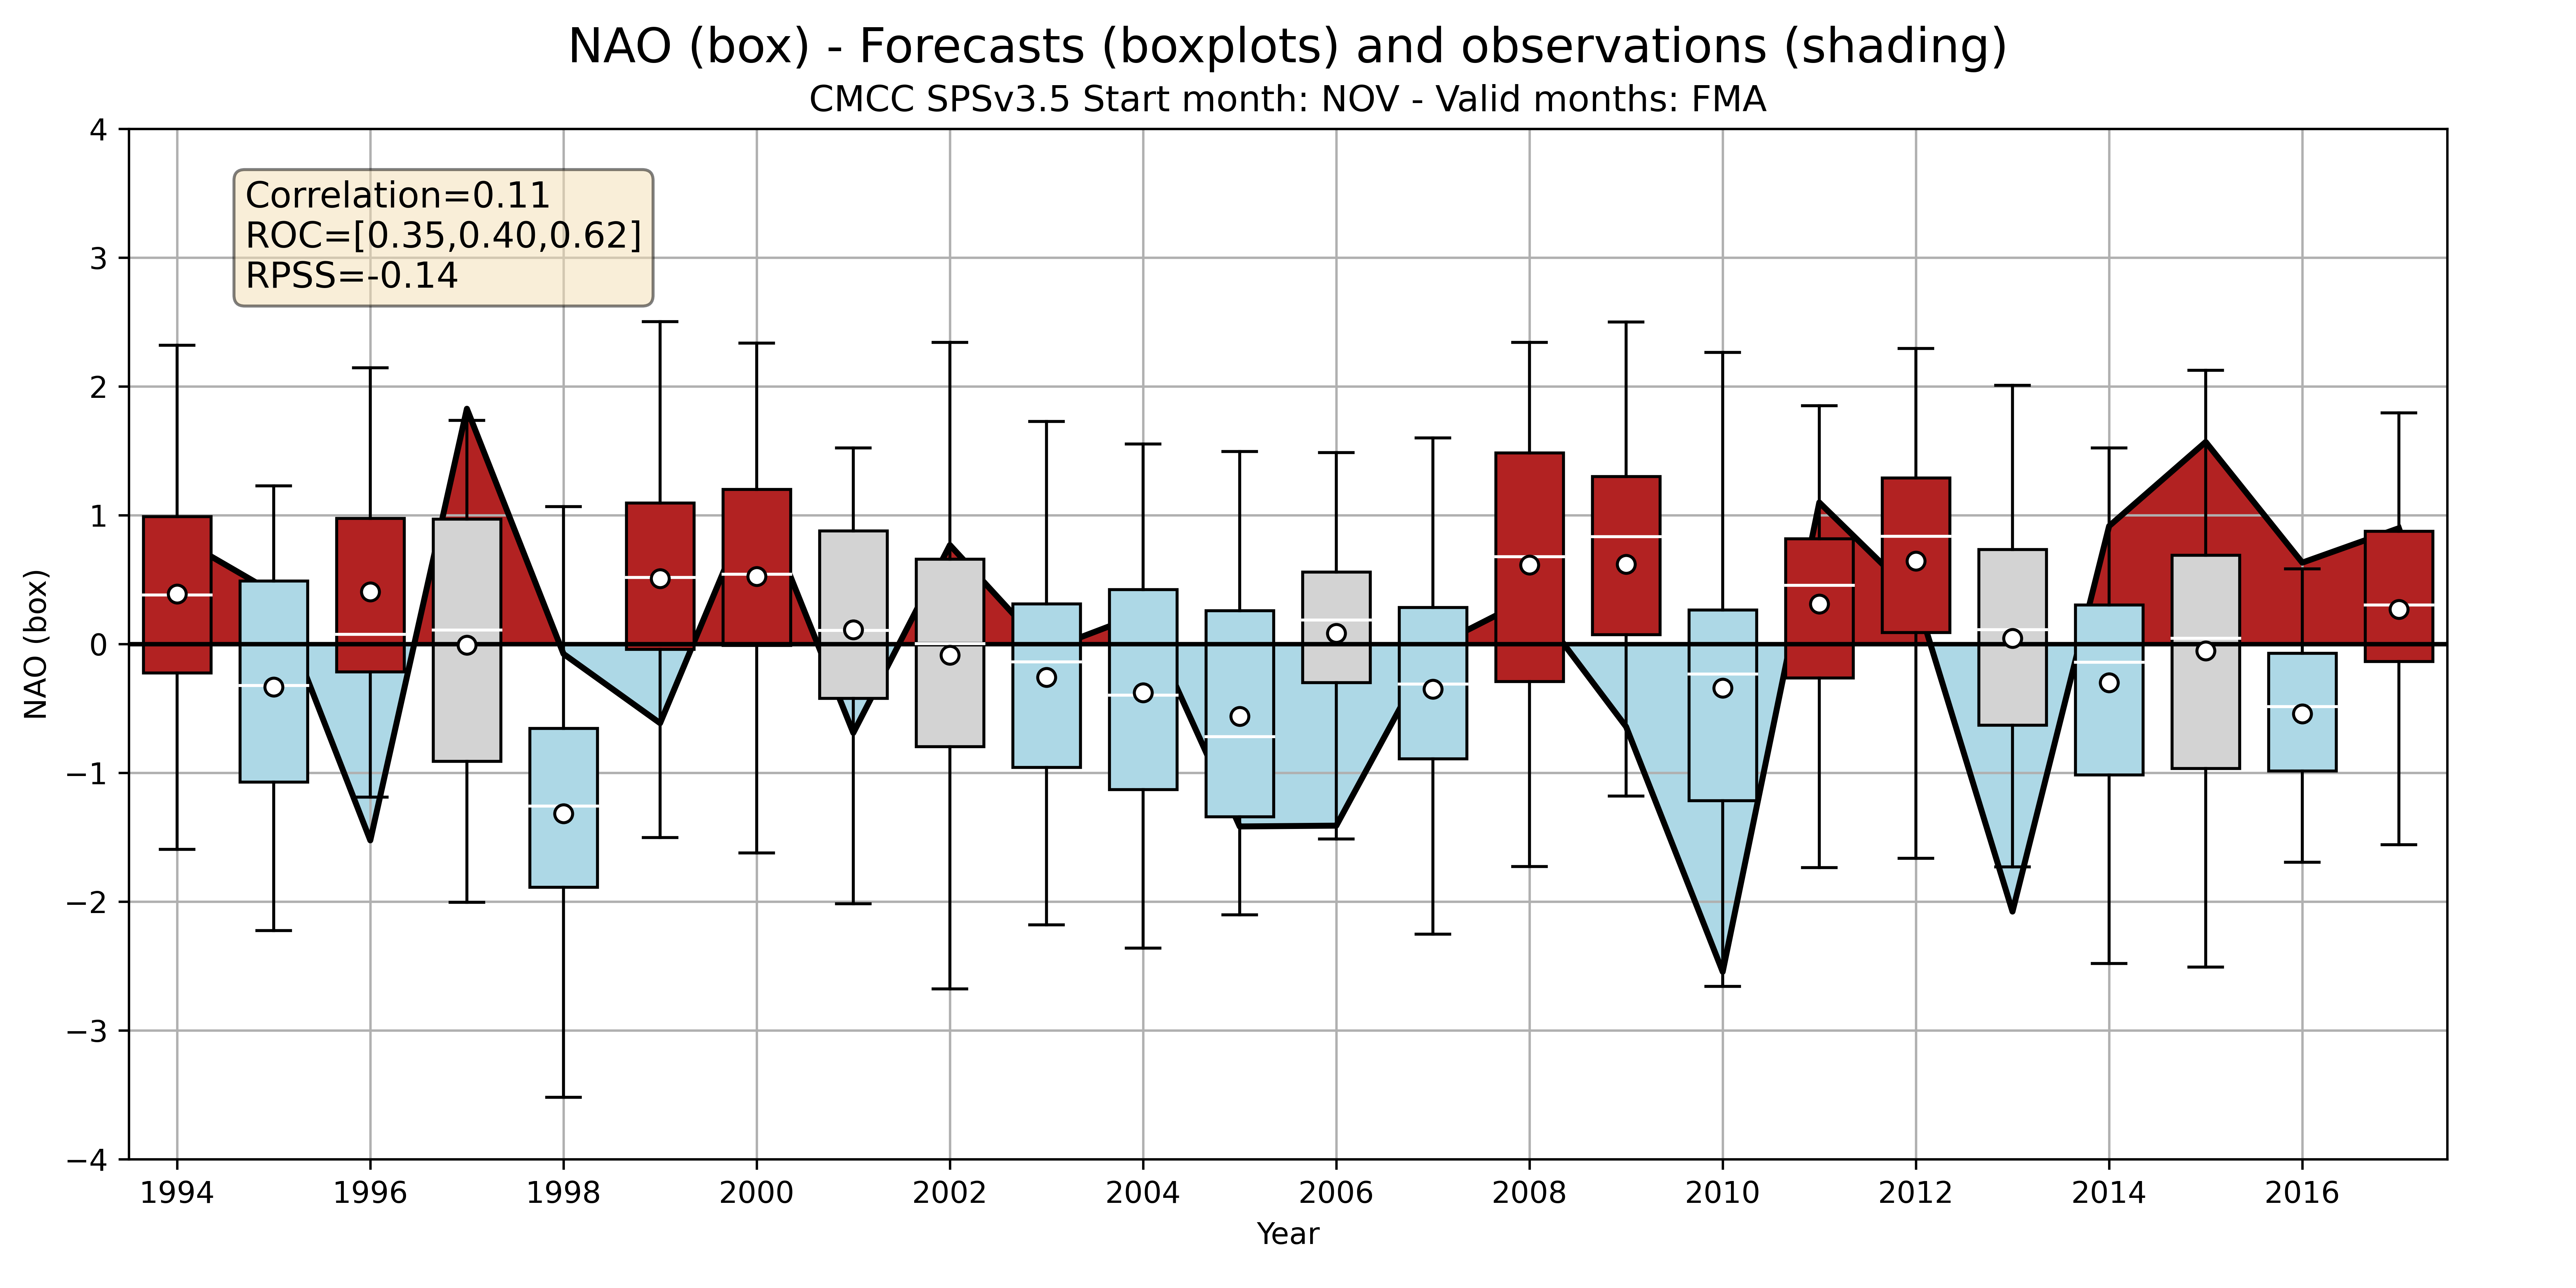 NAO (box) - Forecasts (boxplots) and observations (shading)
CMCC SPSv3.5 Start month: NOV - Valid months: FMA
Correlation=0.11
ROC=[0.35,0.40,0.62]
RPSS=-0.14
NAO (box)
4
3
2
1
0
−1
−2
−3
−4
1994 1996 1998 2000 2002 2004 2006 2008 2010 2012 2014 2016
Year